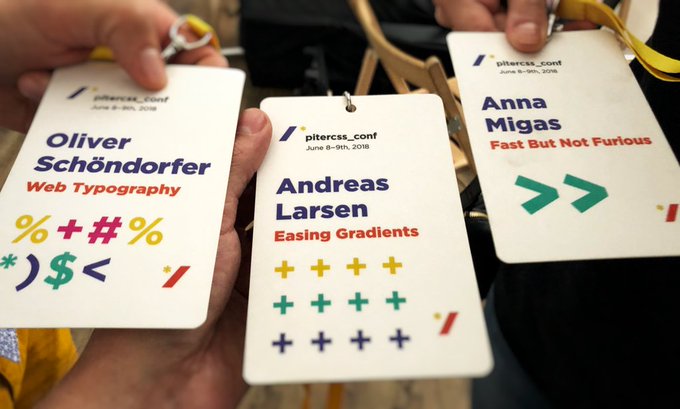 pitercss_conf
June 8–9th, 2018
Oliver
Schöndorfer
Web Typography
%+#%
*)$<
*/
pitercss_conf
June 8–9th, 2018
Andreas
Larsen
Easing Gradients
++++
++++
++++
*/
pitercss_conf
June 8–9th, 2018
Anna
Migas
Fast But Not Furious
>>
*/